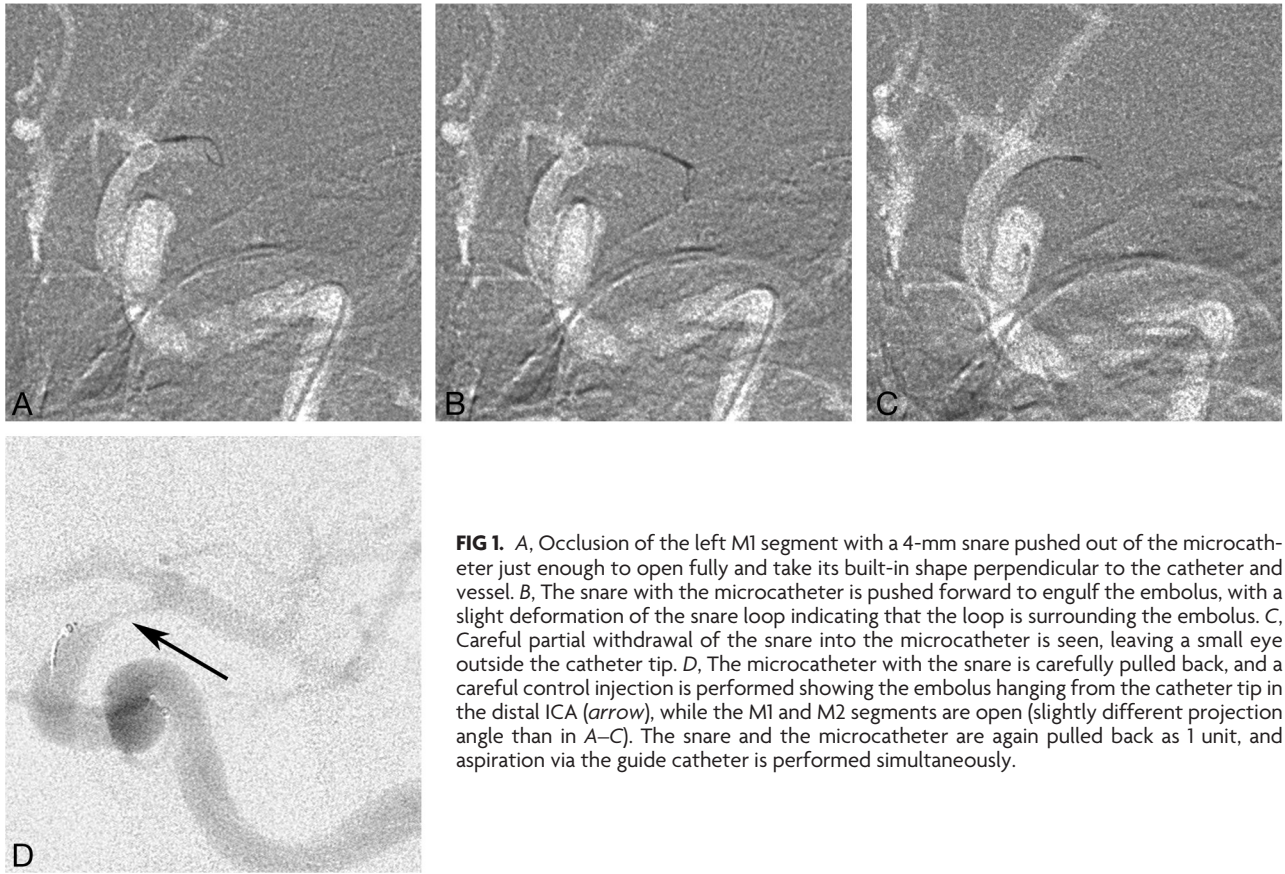 A
B
C
D
FIG 1. A, Occlusion of the left M1 segment with a 4-mm snare pushed out of the microcath-
eter just enough to open fully and take its built-in shape perpendicular to the catheter and
vessel. B, The snare with the microcatheter is pushed forward to engulf the embolus, with a
slight deformation of the snare loop indicating that the loop is surrounding the embolus. C,
Careful partial withdrawal of the snare into the microcatheter is seen, leaving a small eye
outside the catheter tip. D, The microcatheter with the snare is carefully pulled back, and a
careful control injection is performed showing the embolus hanging from the catheter tip in
the distal ICA (arrow), while the M1 and M2 segments are open (slightly different projection
angle than in A–C). The snare and the microcatheter are again pulled back as 1 unit, and
aspiration via the guide catheter is performed simultaneously.